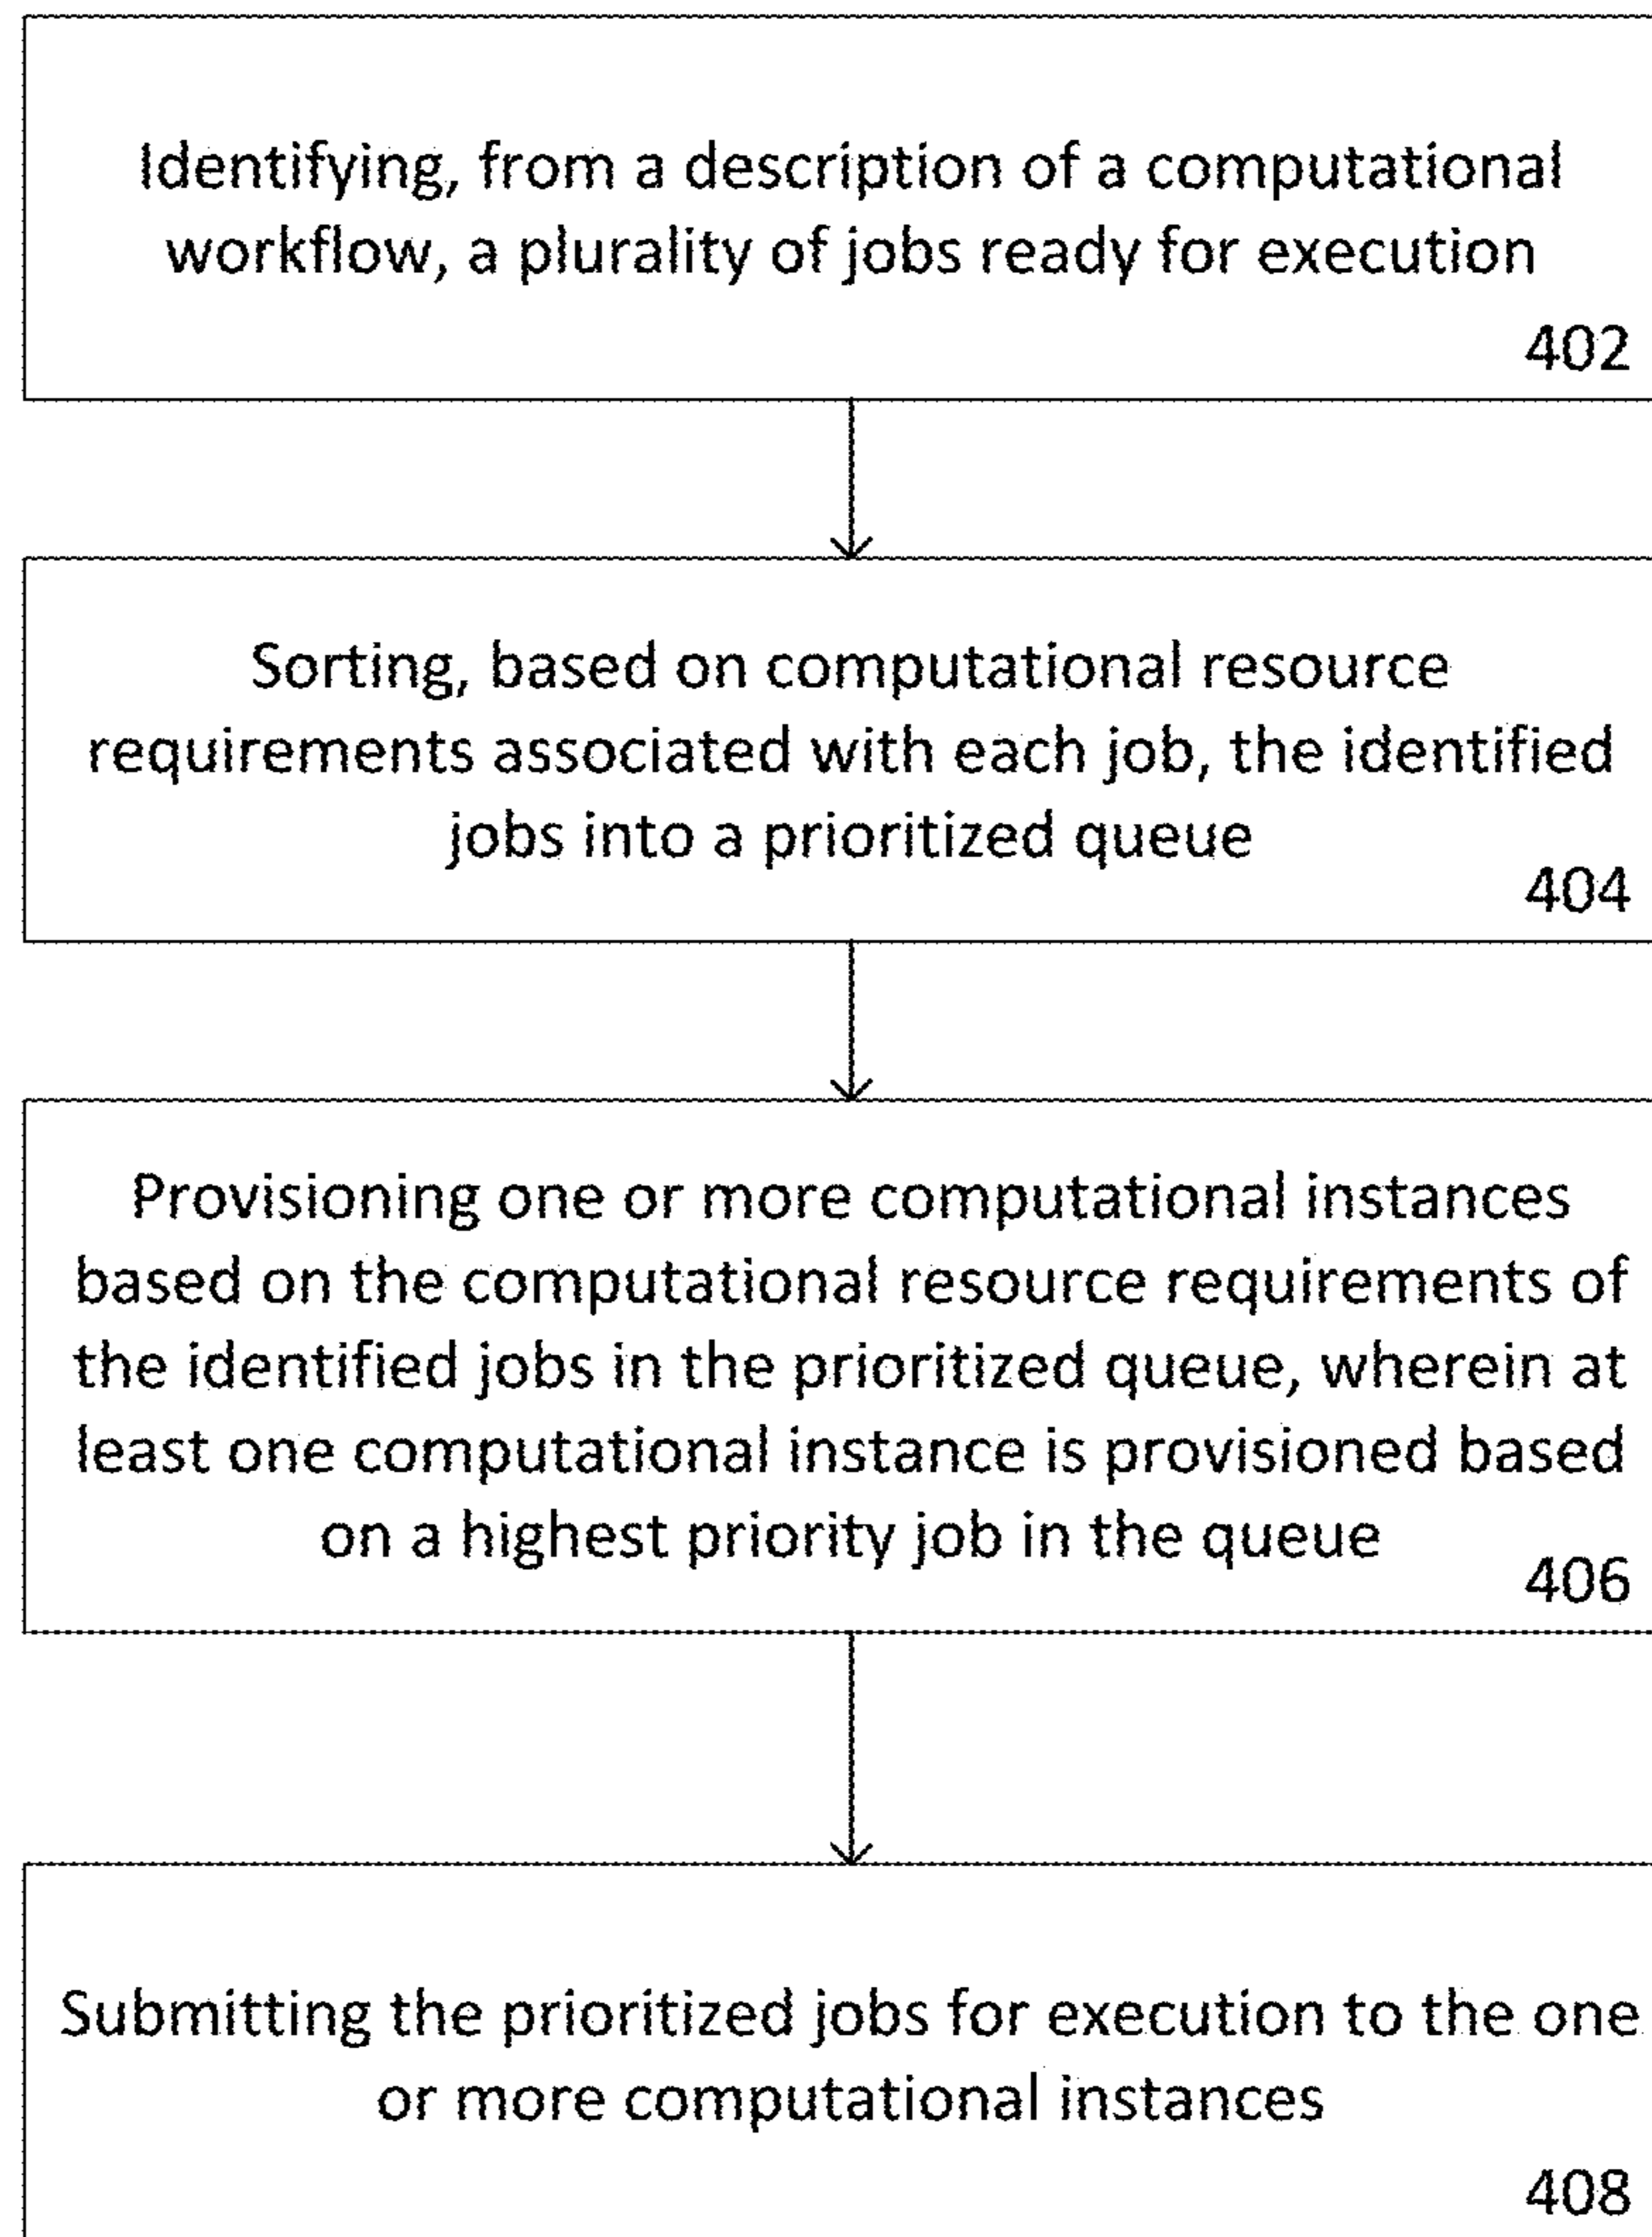 Identifying, from a description of a computational
workflow, a plurality of jobs ready for execution
402
Sorting, based on computational resource
requirements associated with each job, the identified
jobs into a prioritized queue
404
Provisioning one or more computational instances
based on the computational resource requirements of
the identified jobs in the prioritized queue, wherein at
least one computational instance is provisioned based
on a highest priority job in the queue
406
Submitting the prioritized jobs for execution to the one
or more computational instances
408